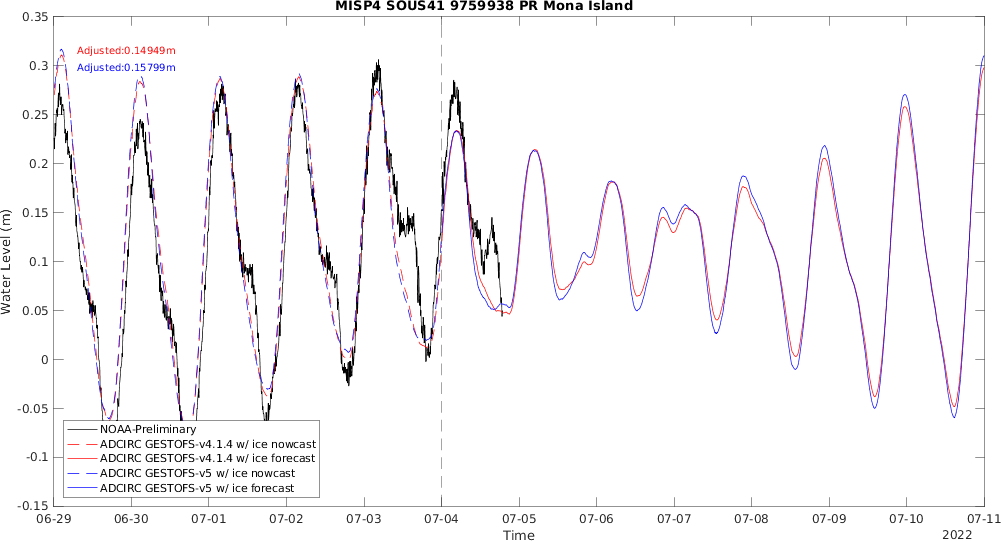 MISP4 SOUS41 9759938 PR Mona Island
Adjusted:0.14949m
Adjusted:0.15799m
Water Level (m)
0.35
0.3
0.25
0.2
0.15
0.1
0.05
0
-0.05
-0.1
-0.15
NOAA-Preliminary
ADCIRC GESTOFS-v4.1.4 w/ ice nowcast
ADCIRC GESTOFS-v4.1.4 w/ ice forecast
ADCIRC GESTOFS-v5 w/ ice nowcast
ADCIRC GESTOFS-v5 w/ ice forecast
06-29 06-30 07-01 07-02 07-03 07-04 07-05 07-06 07-07 07-08 07-09 07-10 07-11
Time
2022